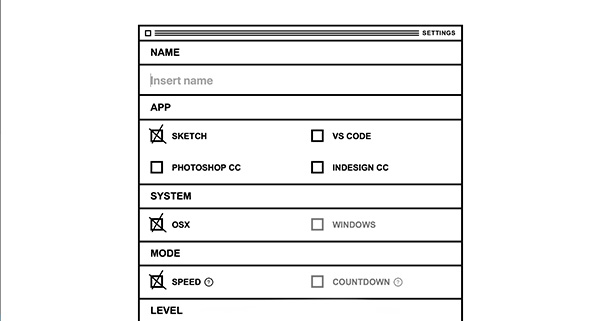 SETTINGS
NAME
Insert name
APP
SKETCH VS CODE
PHOTOSHOP CC INDESIGN CC
SYSTEM
OSX WINDOWS
MODE
SPEED ? COUNTDOWN ?
LEVEL